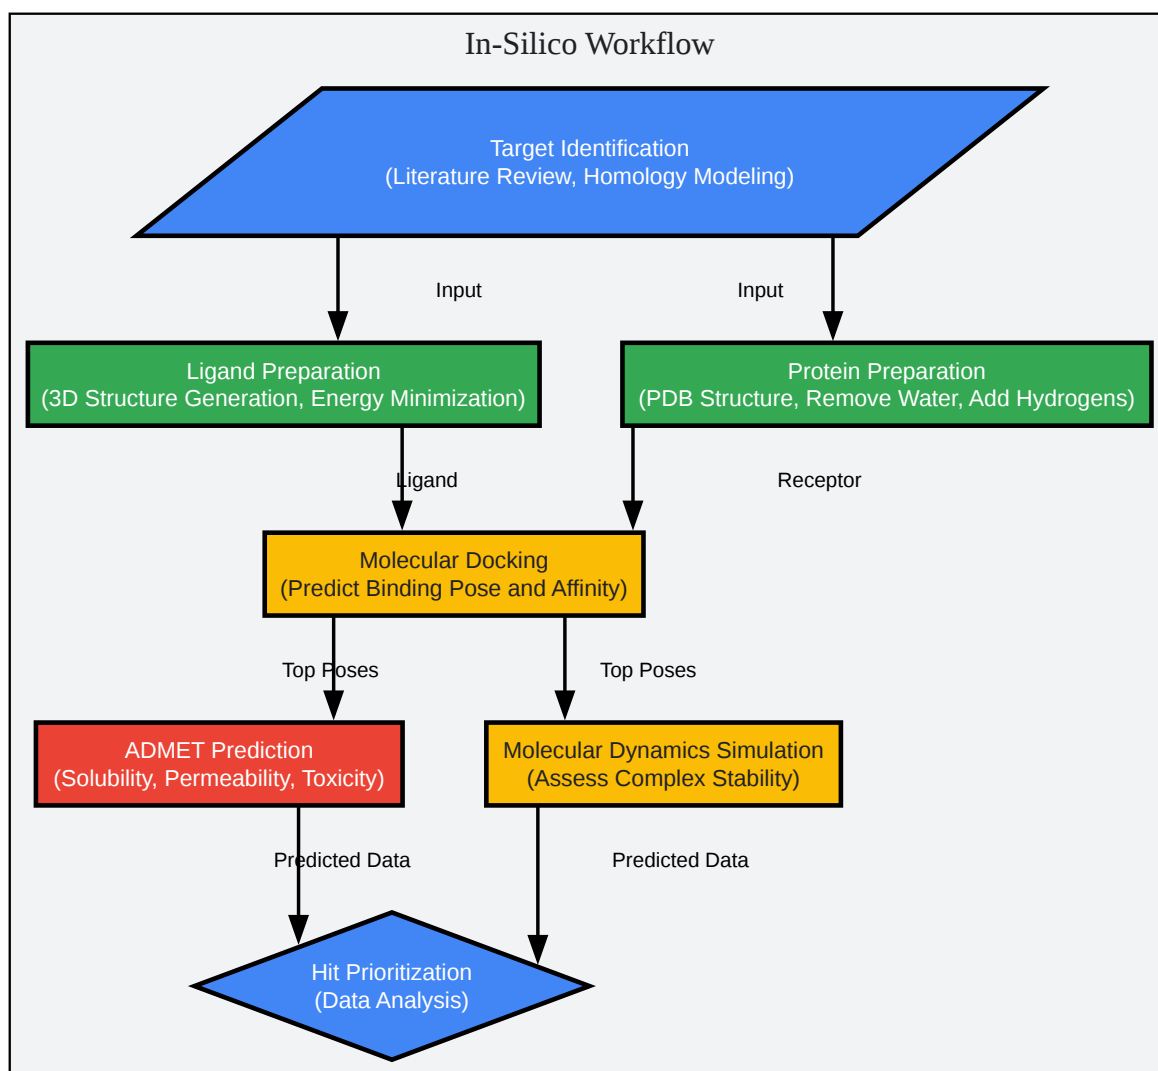 In-Silico Workflow
Target Identification
(Literature Review, Homology Modeling)
Input
Input
Ligand Preparation
(3D Structure Generation, Energy Minimization)
Protein Preparation
(PDB Structure, Remove Water, Add Hydrogens)
Ligand
Receptor
Molecular Docking
(Predict Binding Pose and Affinity)
Top Poses
Top Poses
ADMET Prediction
(Solubility, Permeability, Toxicity)
Molecular Dynamics Simulation
(Assess Complex Stability)
Predicted Data
Predicted Data
Hit Prioritization
(Data Analysis)